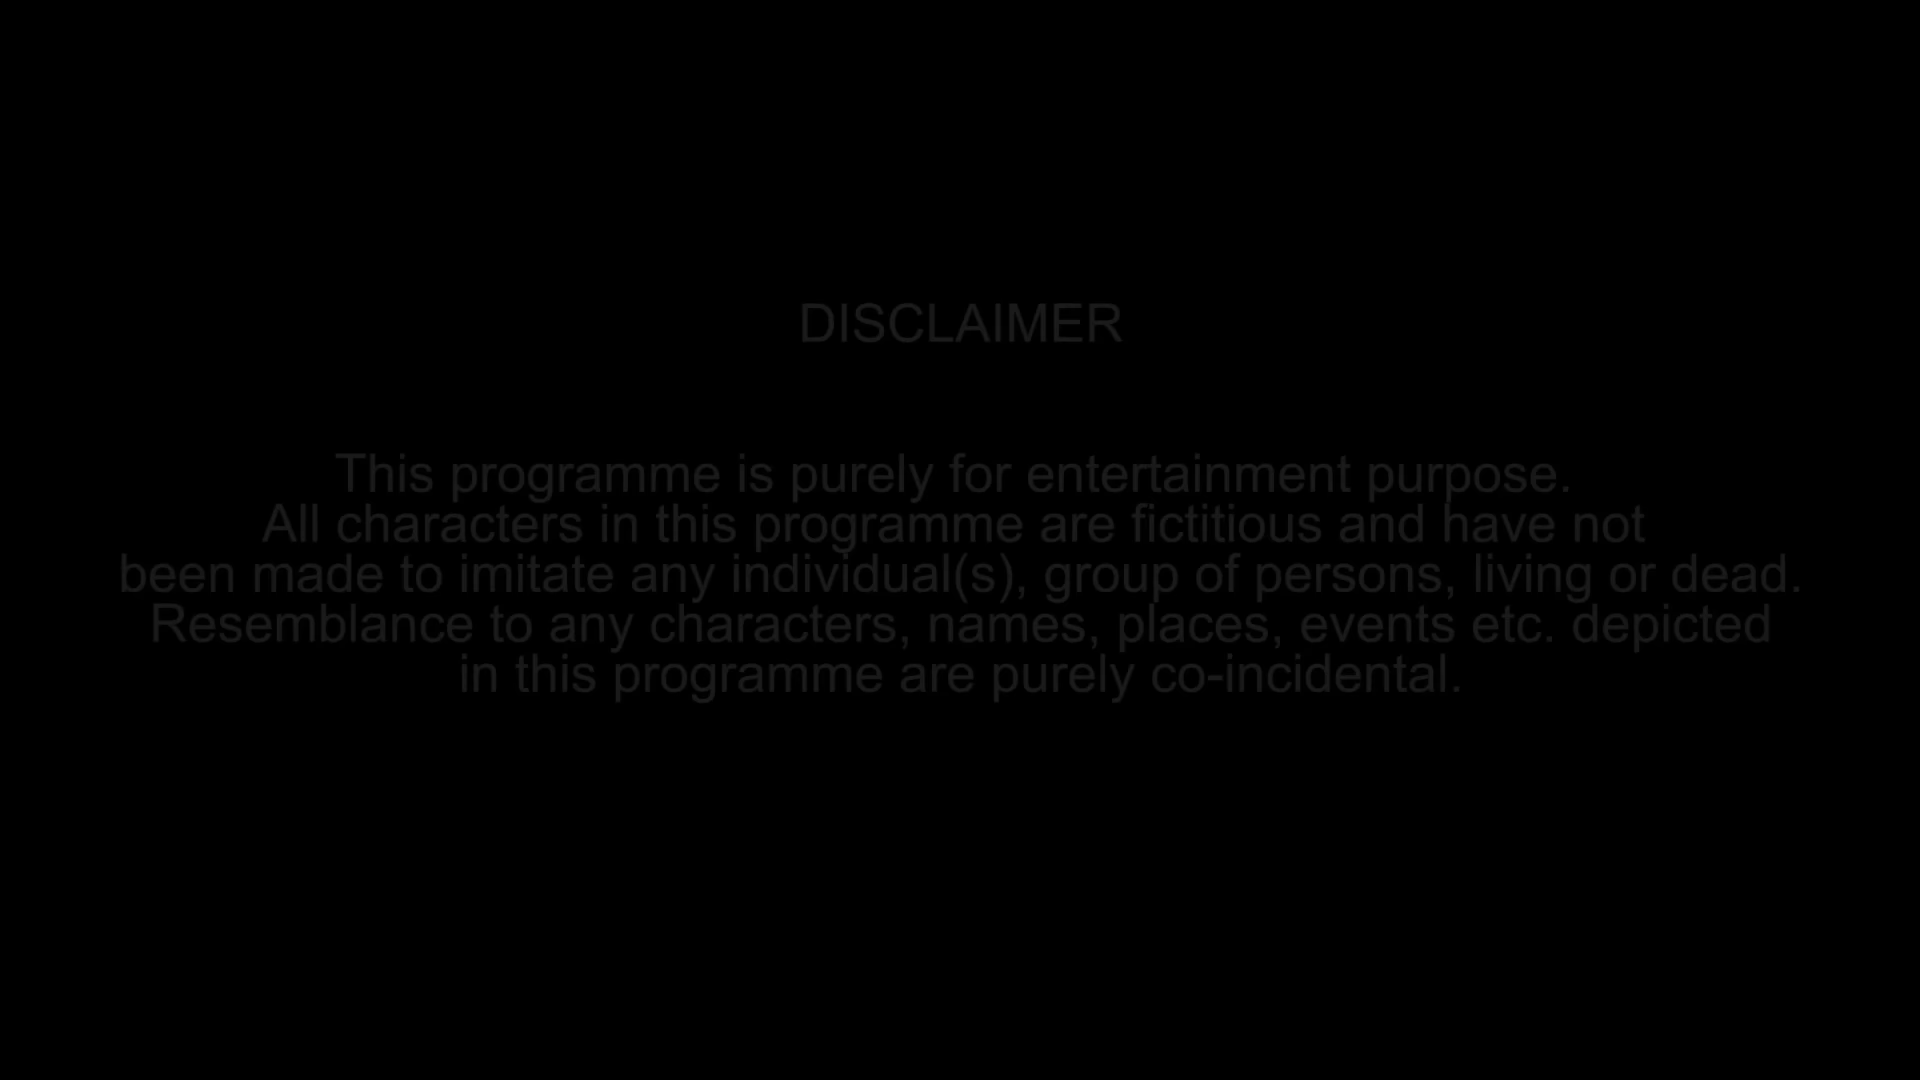 DISCLAIMER
This programme is purely for entertainment purpose.
All characters in this programme are fictitious and have not
been made to imitate any individual(s), group of persons, living or dead.
Resemblance to any characters, names, places, events etc. depicted
in this programme are purely co-incidental.